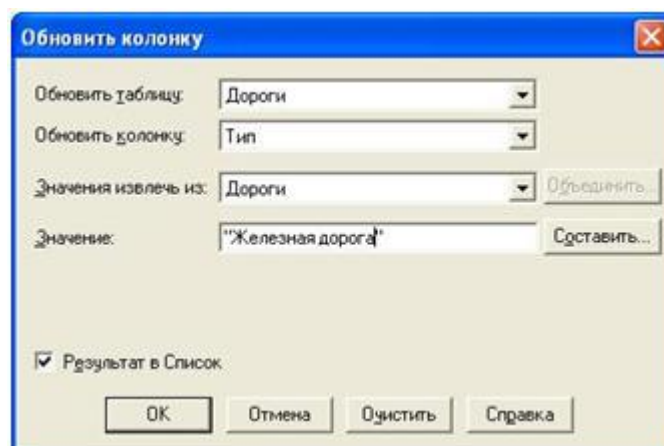 Обновить колонку
Обновить таблицу: Дороги
Обновить колонку: Тип
Значения извлечь из: Дороги Объединить...
Значение: "Железная дорога" Составить...
Результат в Список
OK Отмена Очистить Справка